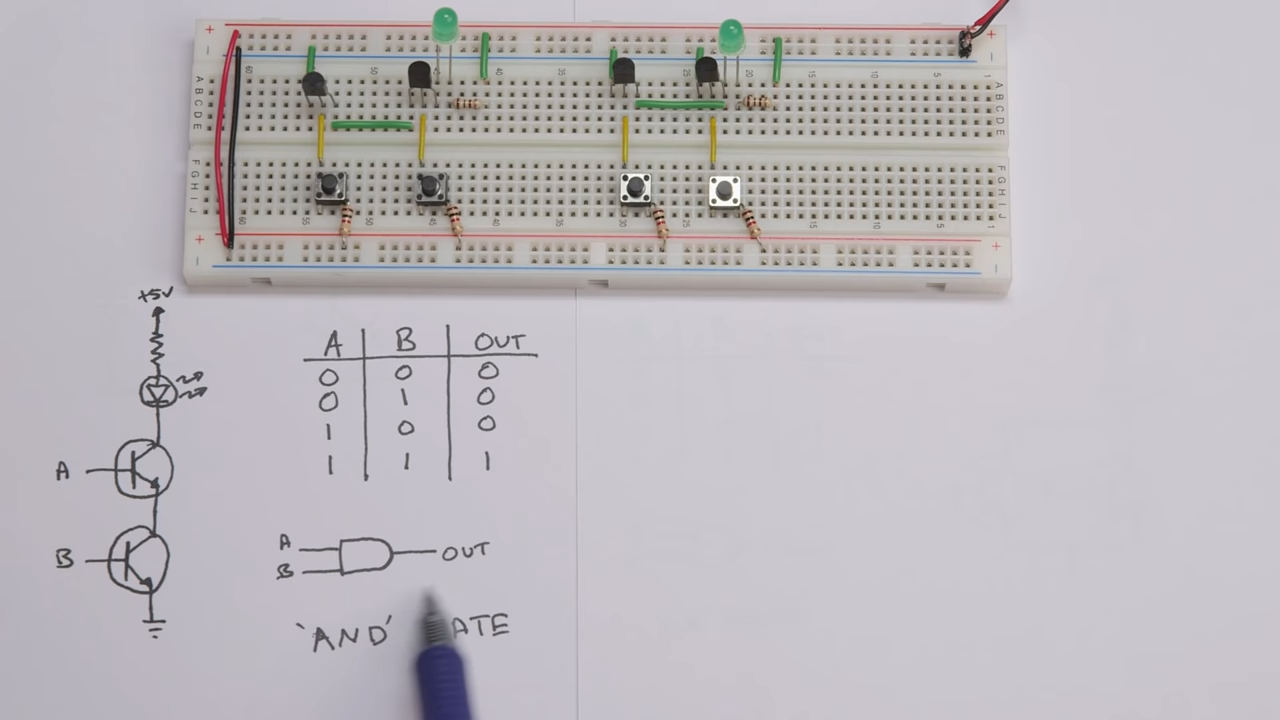 +5V
A
B
A B OUT
0 0 0
0 1 0
1 0 0
1 1 1
A
B
OUT
'AND' ATE